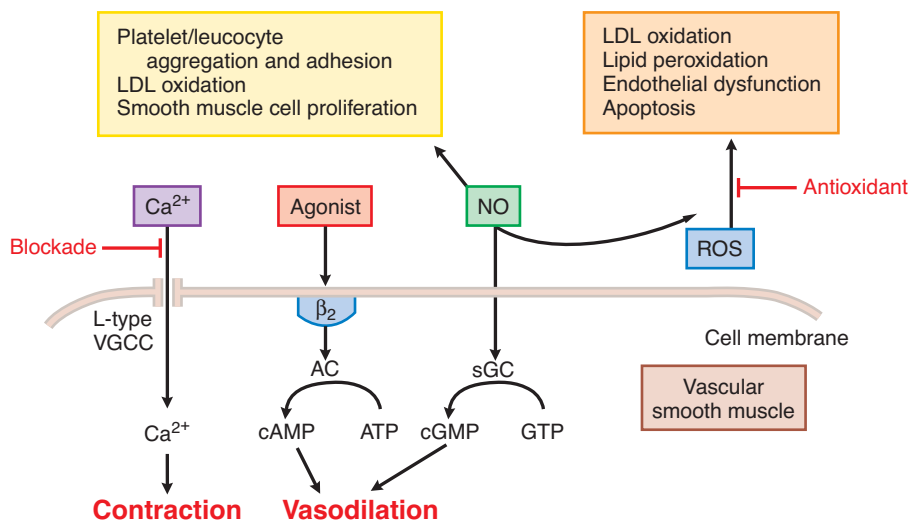 Platelet/leucocyte
aggregation and adhesion
LDL oxidation
Smooth muscle cell proliferation
LDL oxidation
Lipid peroxidation
Endothelial dysfunction
Apoptosis
Ca²⁺
Agonist
NO
Antioxidant
Blockade
ROS
β₂
L-type
VGCC
Cell membrane
AC
sGC
Vascular
smooth muscle
Ca²⁺
cAMP
ATP
cGMP
GTP
Contraction
Vasodilation